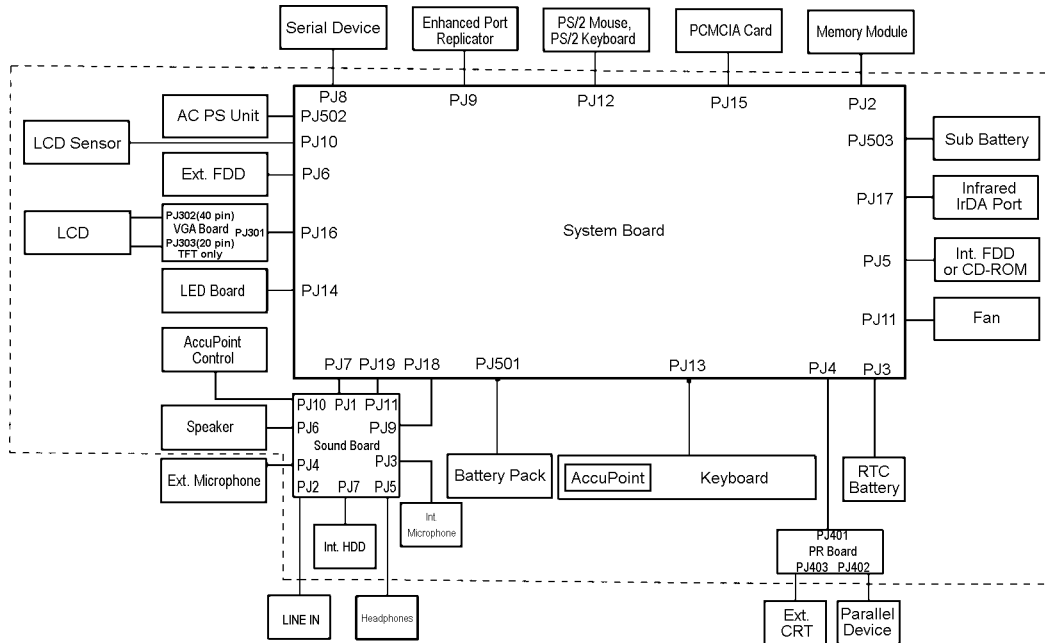 Serial Device
Enhanced Port
Replicator
PS/2 Mouse,
PS/2 Keyboard
PCMCIA Card
Memory Module
PJ8
PJ9
PJ12
PJ15
PJ2
AC PS Unit
PJ502
LCD Sensor
PJ10
PJ503
Sub Battery
Ext. FDD
PJ6
PJ17
Infrared
IrDA Port
LCD
PJ302(40 pin)
VGA Board
PJ301
PJ303(20 pin)
TFT only
PJ16
System Board
PJ5
Int. FDD
or CD-ROM
LED Board
PJ14
PJ11
Fan
AccuPoint
Control
PJ7
PJ19
PJ18
PJ501
PJ13
PJ4
PJ3
PJ10
PJ1
PJ11
Speaker
PJ6
PJ9
Sound Board
PJ4
PJ3
Ext. Microphone
PJ2
PJ7
PJ5
Battery Pack
AccuPoint
Keyboard
RTC
Battery
Int.
Microphone
Int. HDD
PJ401
PR Board
PJ403
PJ402
LINE IN
Headphones
Ext.
CRT
Parallel
Device